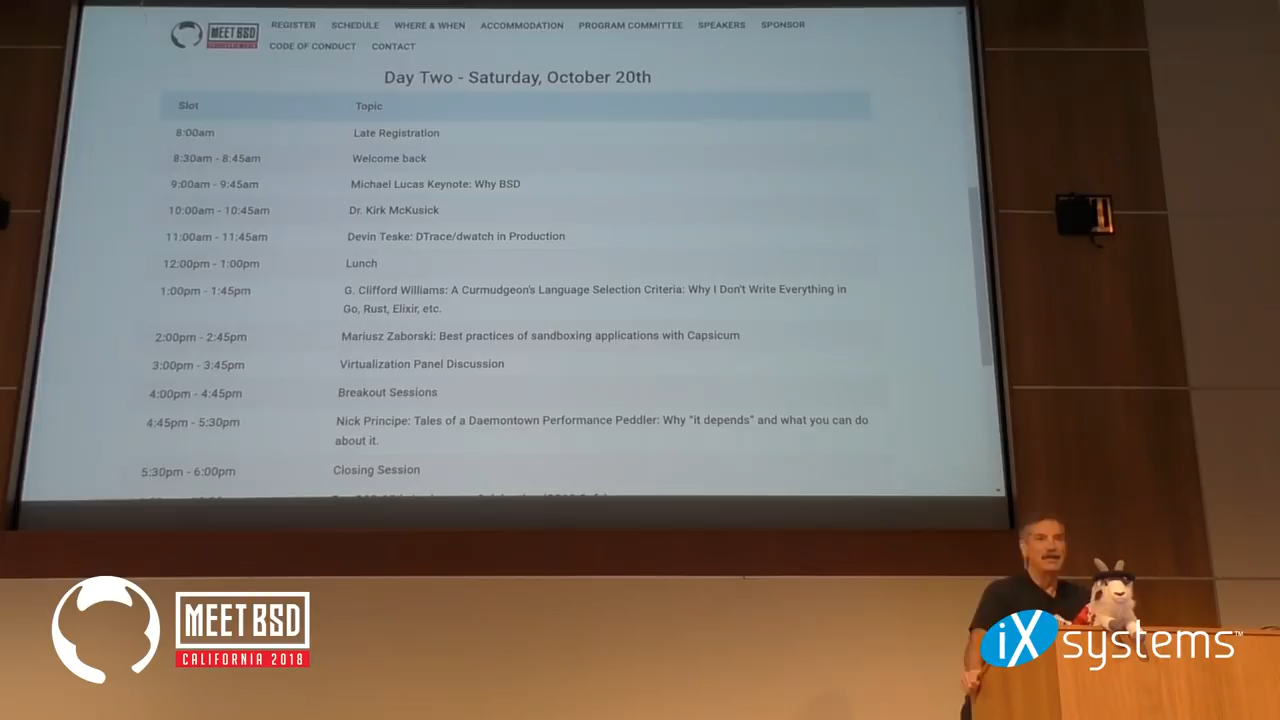 MEET BSD
CALIFORNIA 2018
REGISTER SCHEDULE WHERE & WHEN ACCOMMODATION PROGRAM COMMITTEE SPEAKERS SPONSOR
CODE OF CONDUCT CONTACT
Day Two - Saturday, October 20th
Slot Topic
8:00am Late Registration
8:30am - 8:45am Welcome back
9:00am - 9:45am Michael Lucas Keynote: Why BSD
10:00am - 10:45am Dr. Kirk McKusick
11:00am - 11:45am Devin Teske: DTrace/dwatch in Production
12:00pm - 1:00pm Lunch
1:00pm - 1:45pm G. Clifford Williams: A Curmudgeon's Language Selection Criteria: Why I Don't Write Everything in
Go, Rust, Elixir, etc.
2:00pm - 2:45pm Mariusz Zaborski: Best practices of sandboxing applications with Capsicum
3:00pm - 3:45pm Virtualization Panel Discussion
4:00pm - 4:45pm Breakout Sessions
4:45pm - 5:30pm Nick Principe: Tales of a Daemontown Performance Peddler: Why "it depends" and what you can do
about it.
5:30pm - 6:00pm Closing Session
MEET BSD
CALIFORNIA 2018
iX systems™